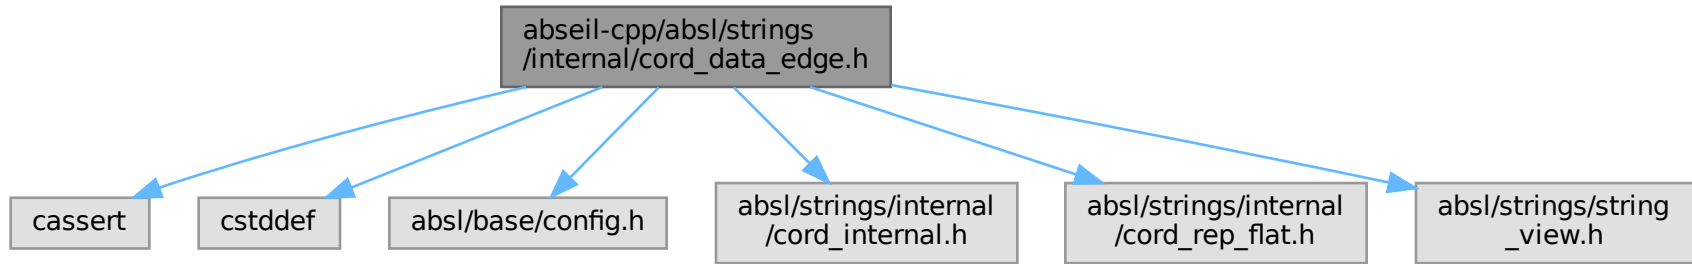 abseil-cpp/absl/strings
/internal/cord_data_edge.h
cassert
cstddef
absl/base/config.h
absl/strings/internal
/cord_internal.h
absl/strings/internal
/cord_rep_flat.h
absl/strings/string
_view.h